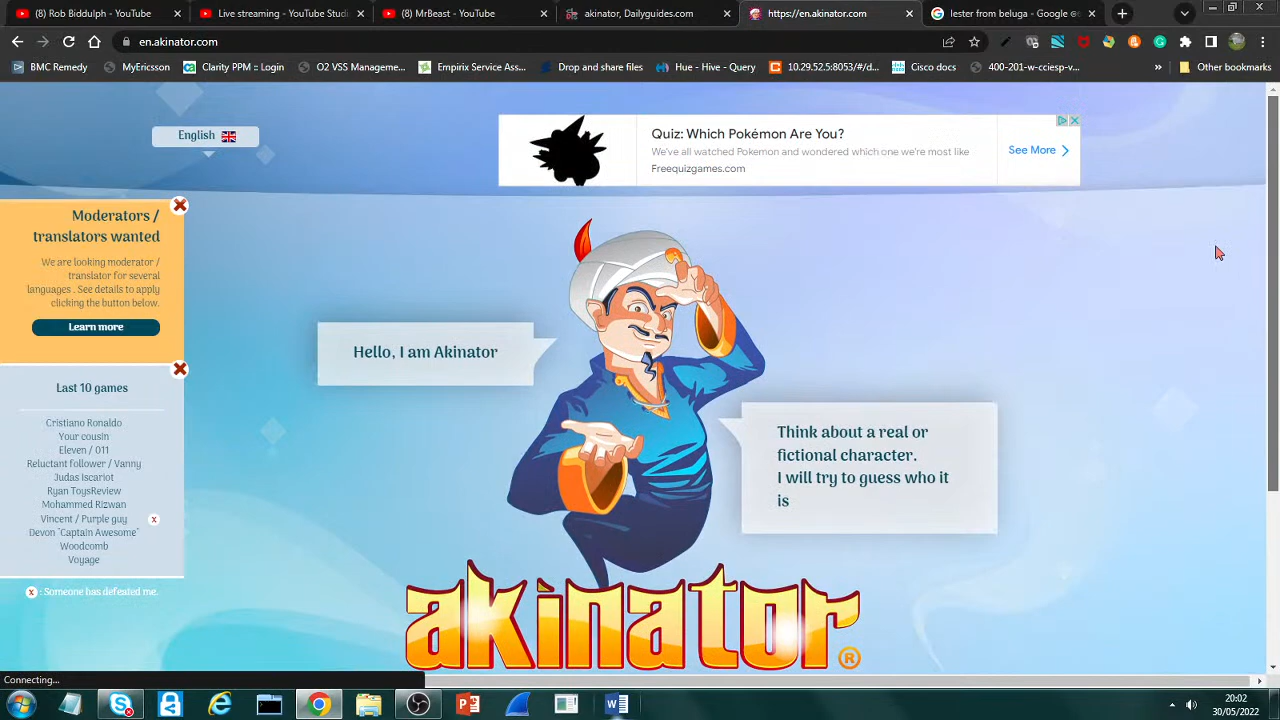 (8) YouTube - YouTube
(8) MrBeast - YouTube
akinator, Dailyguides
https://en.akinator.com
lester from beluga - Google
en.akinator.com
BMC Remedy
MyEricsson
Clarity PPM :: Login
O2 VSS Manageme...
Empirix Service Ass...
Drop and share files
Hue - Hive - Query
10.29.52.5:8053/#/d...
Cisco docs
400-201-w-cciesp-v...
»
Other bookmarks
English
Quiz: Which Pokémon Are You?
We've all watched Pokemon and wondered which one we're most like
Freequizgames.com
See More
Moderators /
translators wanted
We are looking moderator /
translator for several
languages . See details to apply
clicking the button below.
Learn more
Hello, I am Akinator
Think about a real or
fictional character.
I will try to guess who it
is
Last 10 games
Cristiano Ronaldo
Your cousin
Eleven / 011
Reluctant follower / Vanny
Judas Iscariot
Ryan ToysReview
Mohammed Rizwan
Vincent / Purple guy x
Devon "Captain Awesome"
Woodcomb
Voyage
x : Someone has defeated me.
akinator®
Connecting...
20:02
30/05/2022